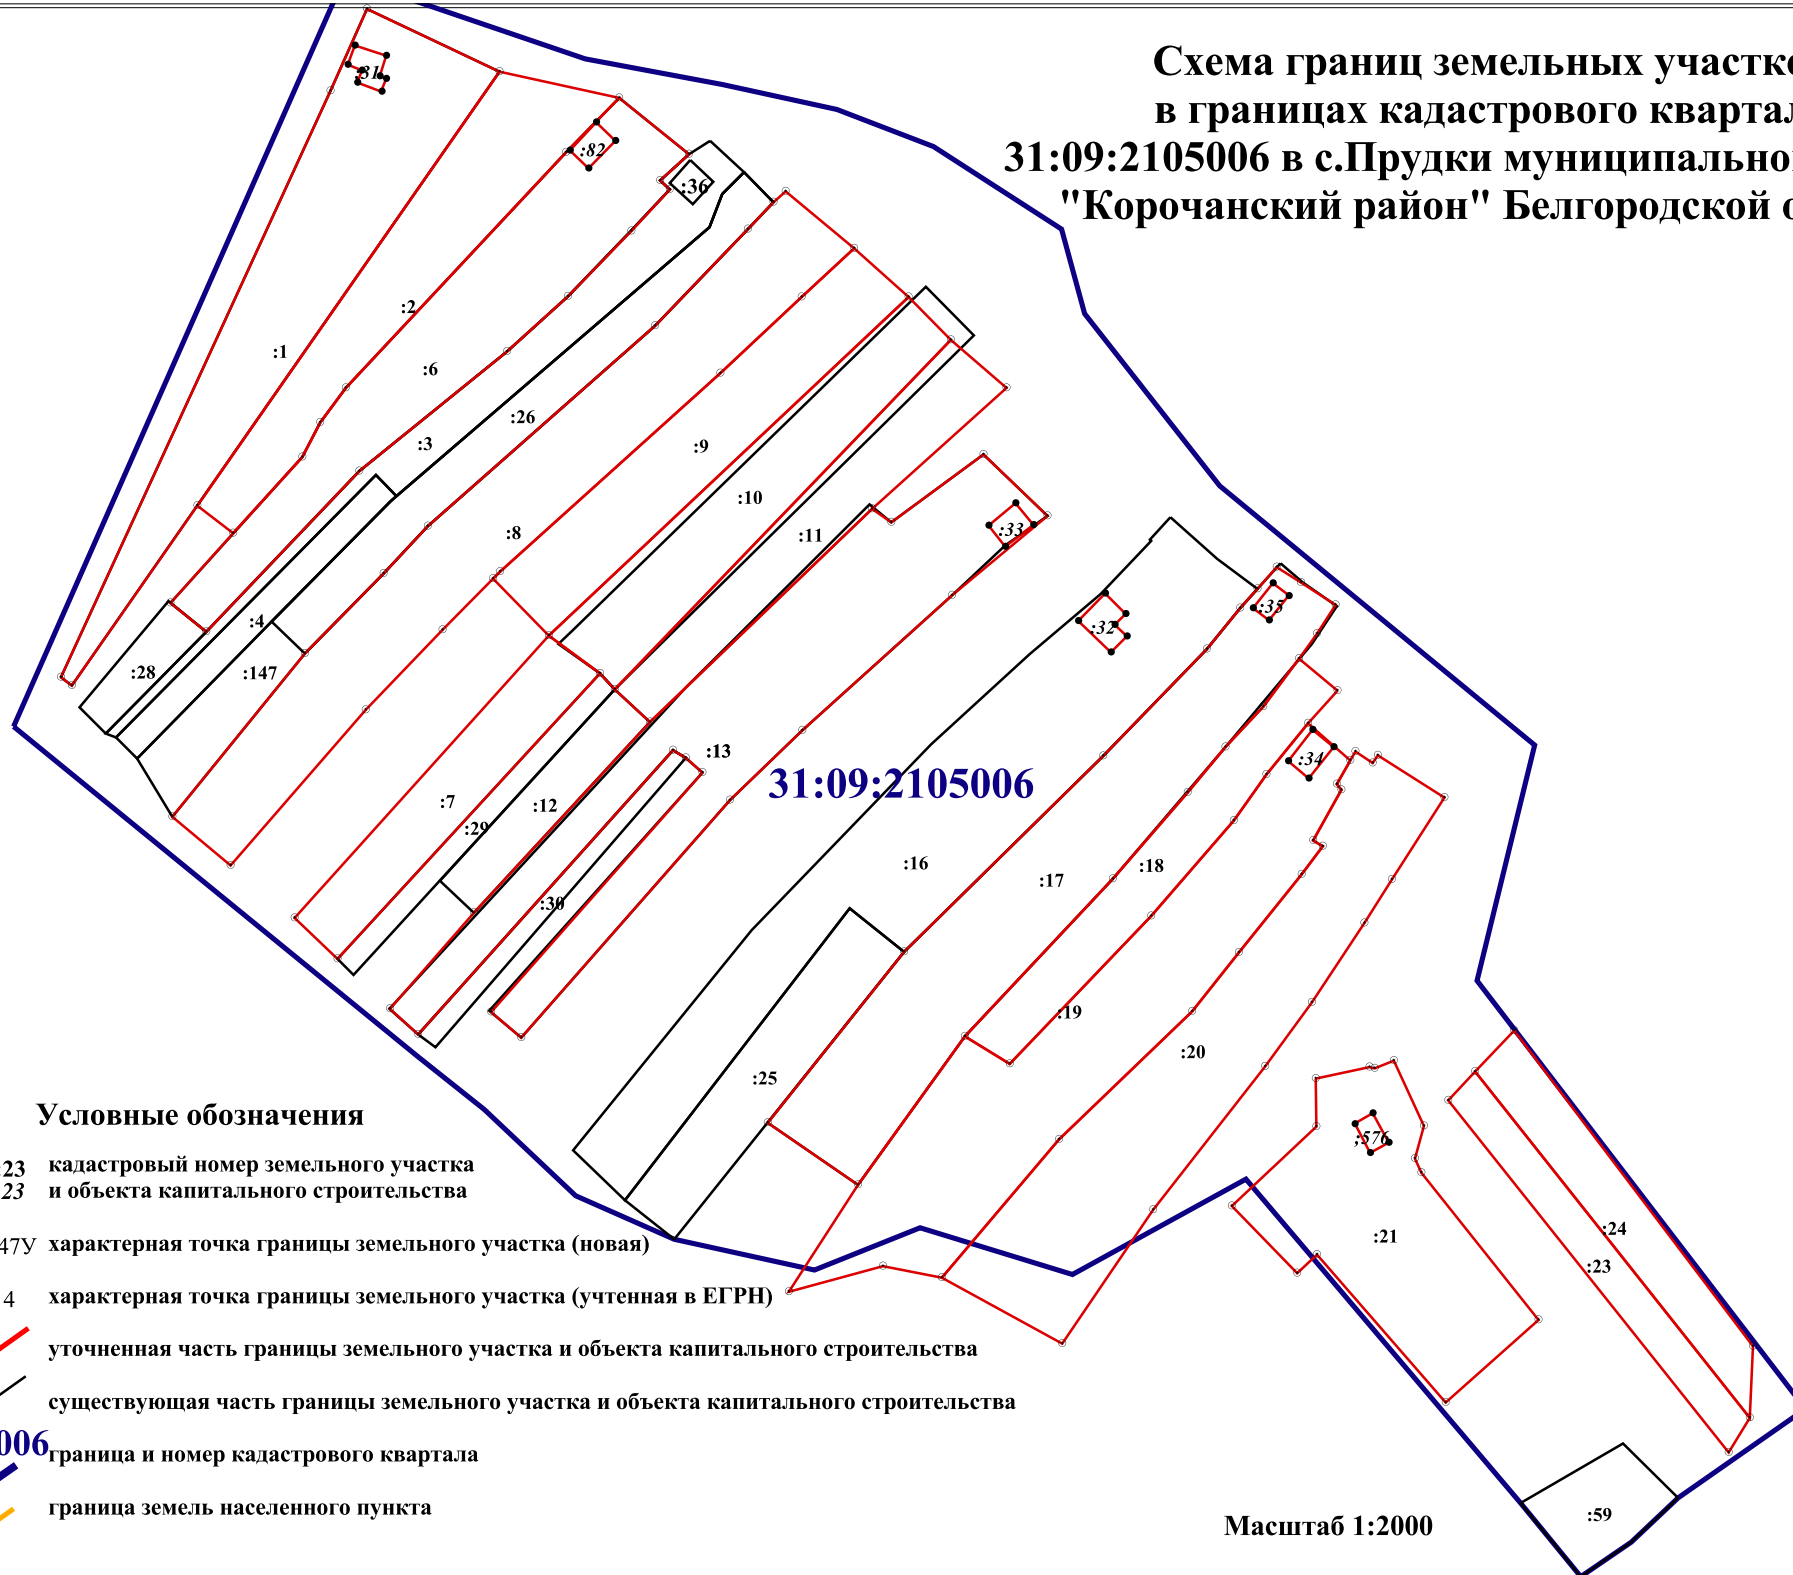 Схема границ земельных участко
в границах кадастрового квартал
31:09:2105006 в с.Прудки муниципально
"Корочанский район" Белгородской о
:31
:82
:36
:1
:2
:6
:3
:26
:9
:10
:11
:8
:33
:4
:28
:147
:32
:35
:34
:13
31:09:2105006
:7
:29
:12
:30
:16
:17
:18
:19
:20
:25
:576
:21
:24
:23
:59
Условные обозначения
23 кадастровый номер земельного участка
23 и объекта капитального строительства
47У характерная точка границы земельного участка (новая)
4 характерная точка границы земельного участка (учтенная в ЕГРН)
уточненная часть границы земельного участка и объекта капитального строительства
существующая часть границы земельного участка и объекта капитального строительства
006 граница и номер кадастрового квартала
граница земель населенного пункта
Масштаб 1:2000